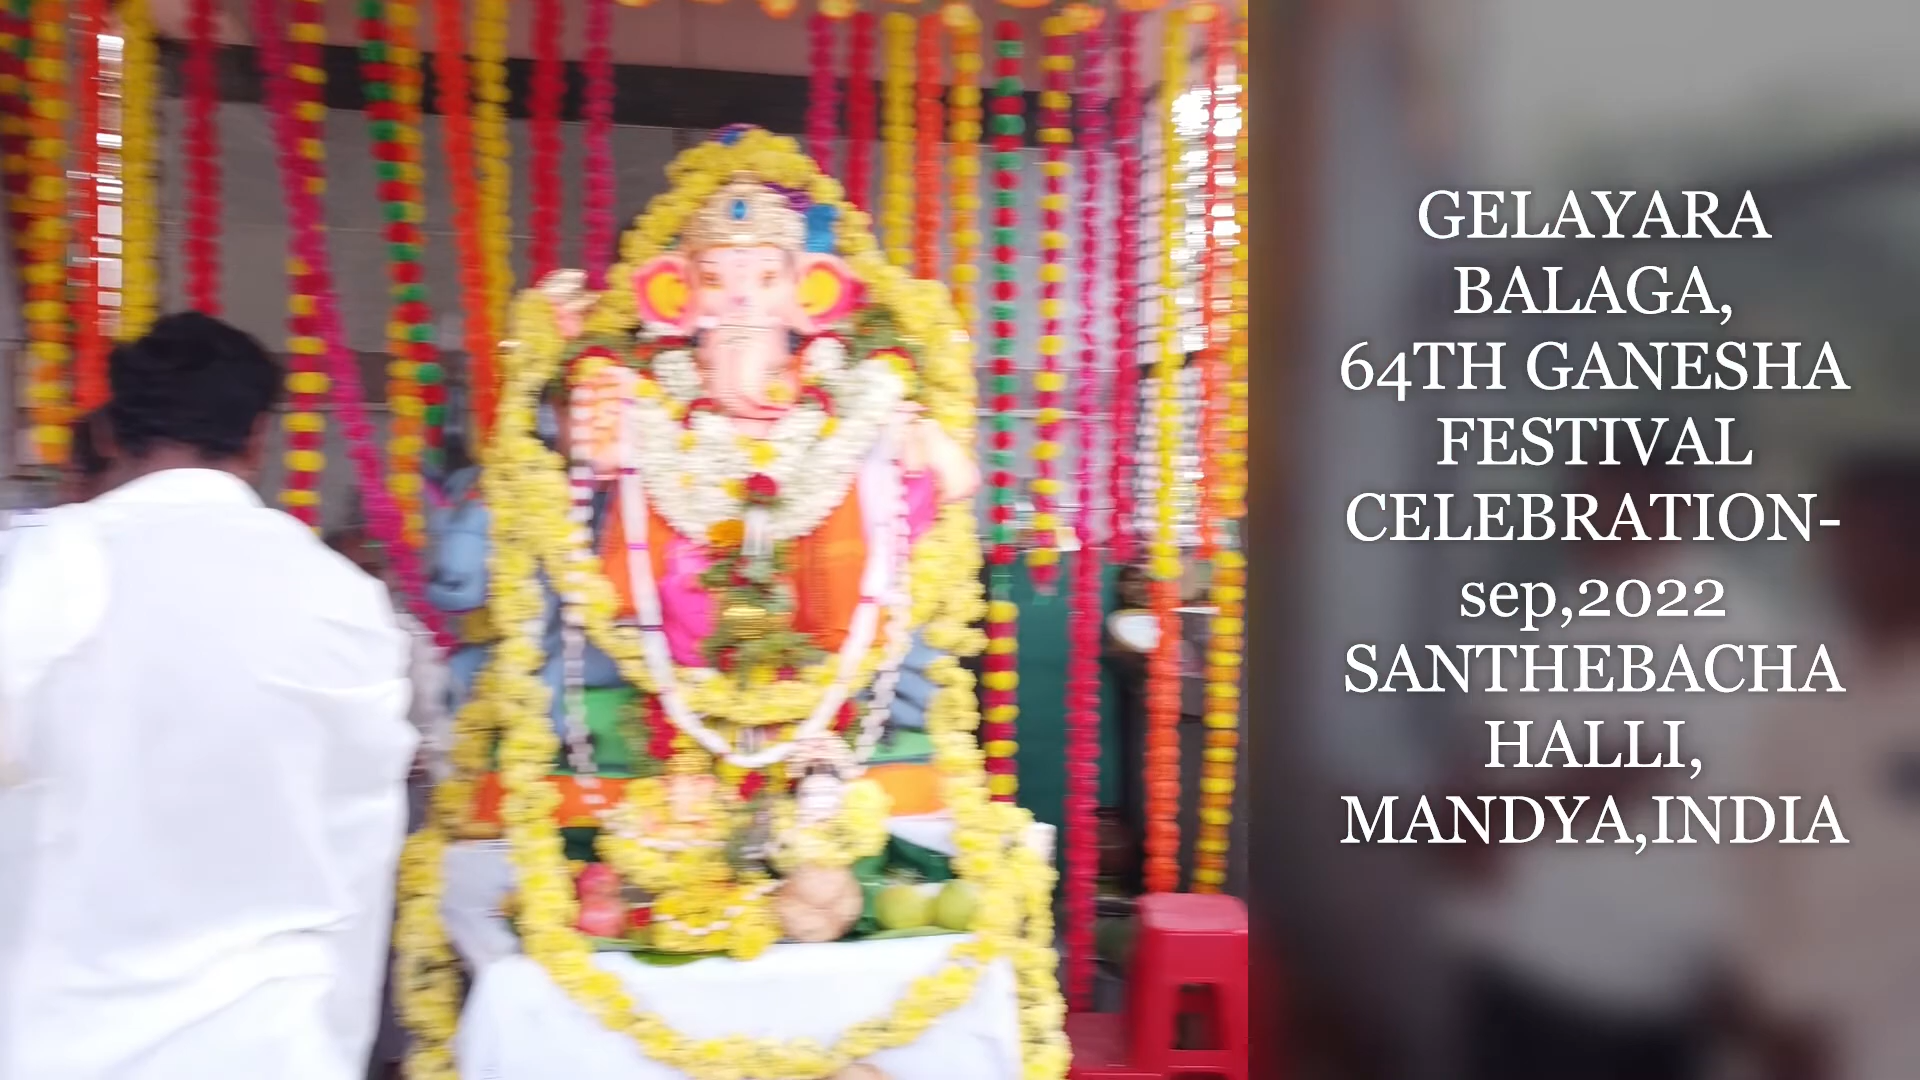 GELAYARA
BALAGA,
64TH GANESHA
FESTIVAL
CELEBRATION-
sep,2022
SANTHEBACHA
HALLI,
MANDYA,INDIA